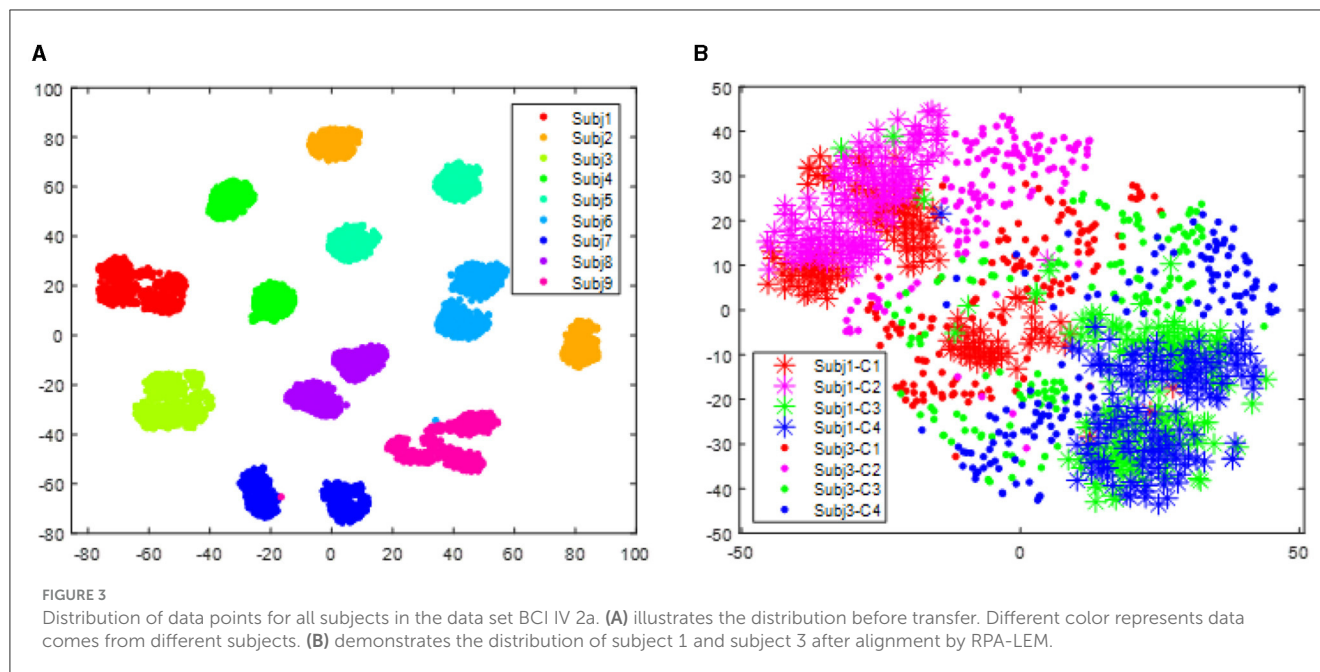 A
100
80
60
40
20
0
-20
-40
-60
-80
-80 -60 -40 -20 0 20 40 60 80 100
Subj1
Subj2
Subj3
Subj4
Subj5
Subj6
Subj7
Subj8
Subj9
B
50
40
30
20
10
0
-10
-20
-30
-40
-50
-50 0 50
Subj1-C1
Subj1-C2
Subj1-C3
Subj1-C4
Subj3-C1
Subj3-C2
Subj3-C3
Subj3-C4
FIGURE 3
Distribution of data points for all subjects in the data set BCI IV 2a. (A) illustrates the distribution before transfer. Different color represents data
comes from different subjects. (B) demonstrates the distribution of subject 1 and subject 3 after alignment by RPA-LEM.